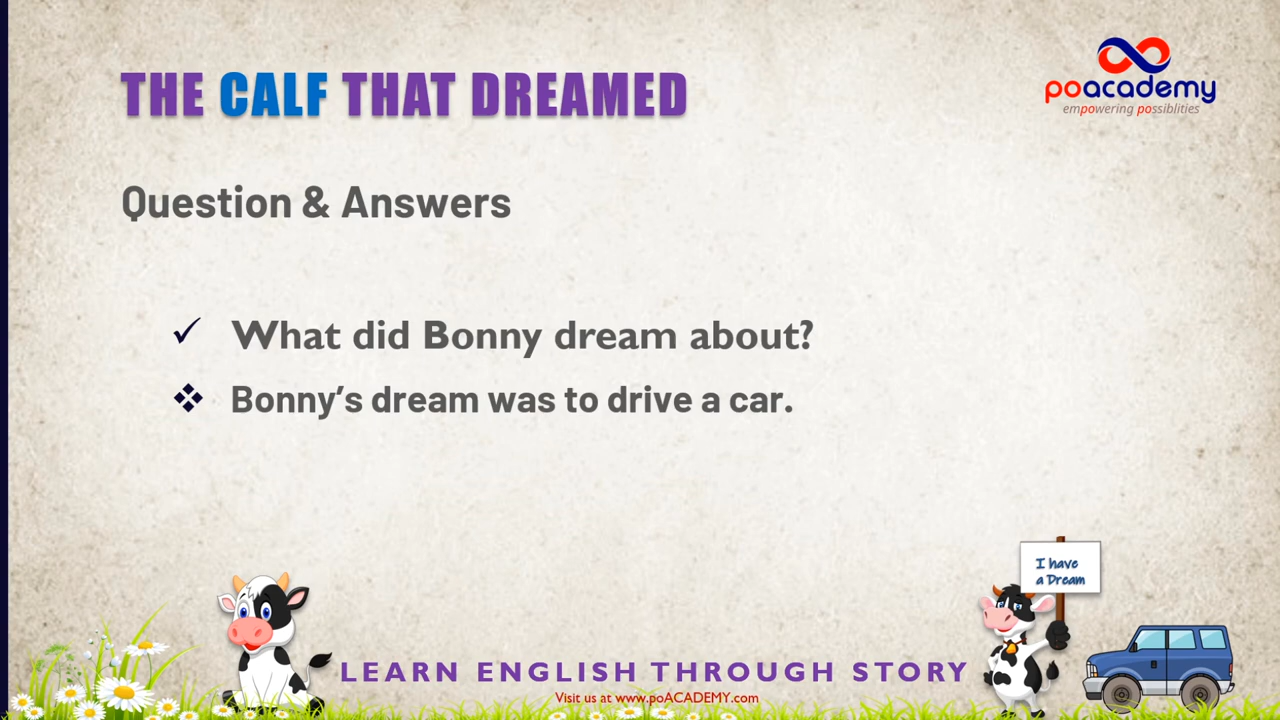 THE CALF THAT DREAMED
poacademy
empowering possiblities
Question & Answers
What did Bonny dream about?
Bonny’s dream was to drive a car.
I have
a Dream
LEARN ENGLISH THROUGH STORY
Visit us at www.poACADEMY.com